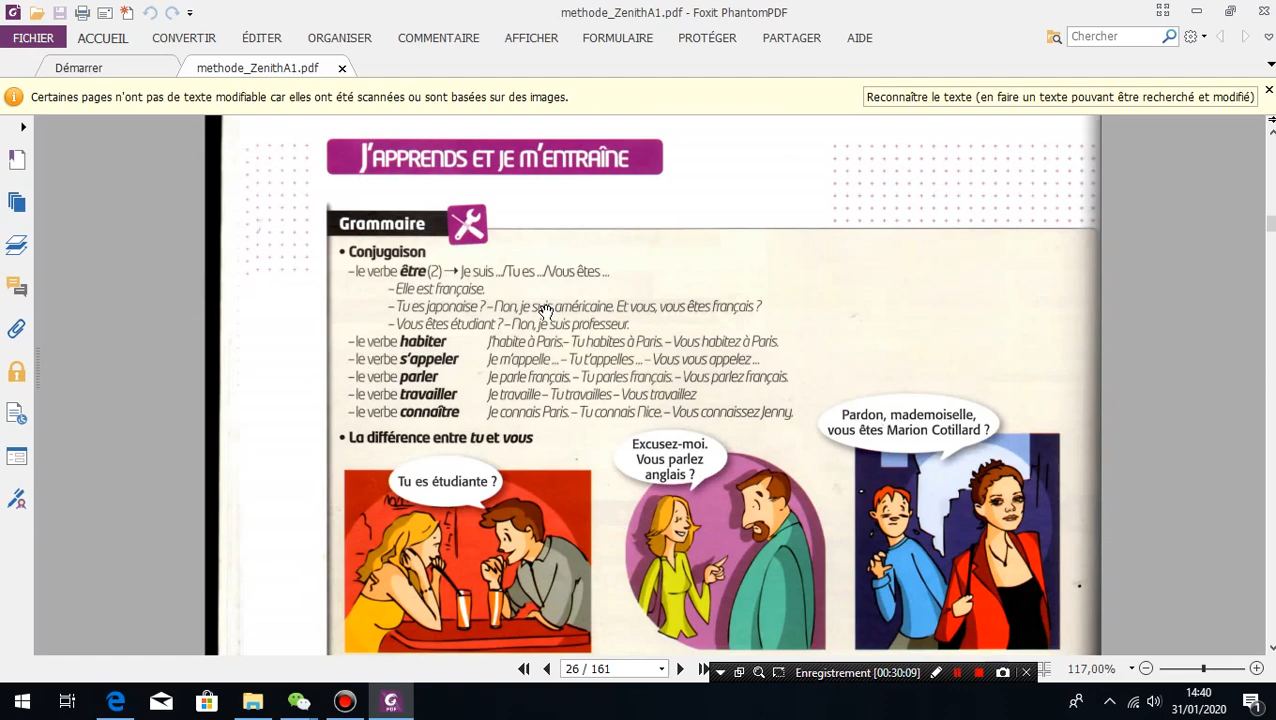 methode_ZenithA1.pdf - Foxit PhantomPDF
FICHIER ACCUEIL CONVERTIR ÉDITER ORGANISER COMMENTAIRE AFFICHER FORMULAIRE PROTÉGER PARTAGER AIDE Chercher
Démarrer methode_ZenithA1.pdf
Certaines pages n'ont pas de texte modifiable car elles ont été scannées ou sont basées sur des images. Reconnaître le texte (en faire un texte pouvant être recherché et modifié)
J'APPRENDS ET JE M'ENTRAÎNE
Grammaire
• Conjugaison
– le verbe être (2) → Je suis .../Tu es .../Vous êtes ...
– Elle est française.
– Tu es japonaise ? – Non, je suis américaine. Et vous, vous êtes français ?
– Vous êtes étudiant ? – Non, je suis professeur.
– le verbe habiter J'habite à Paris. – Tu habites à Paris. – Vous habitez à Paris.
– le verbe s'appeler Je m'appelle ... – Tu t'appelles ... – Vous vous appelez ...
– le verbe parler Je parle français. – Tu parles français. – Vous parlez français.
– le verbe travailler Je travaille – Tu travailles – Vous travaillez
– le verbe connaître Je connais Paris. – Tu connais Nice. – Vous connaissez Jenny.
• La différence entre tu et vous
Tu es étudiante ?
Excusez-moi.
Vous parlez
anglais ?
Pardon, mademoiselle,
vous êtes Marion Cotillard ?
26 / 161
Enregistrement [00:30:09]
117,00%
14:40
31/01/2020